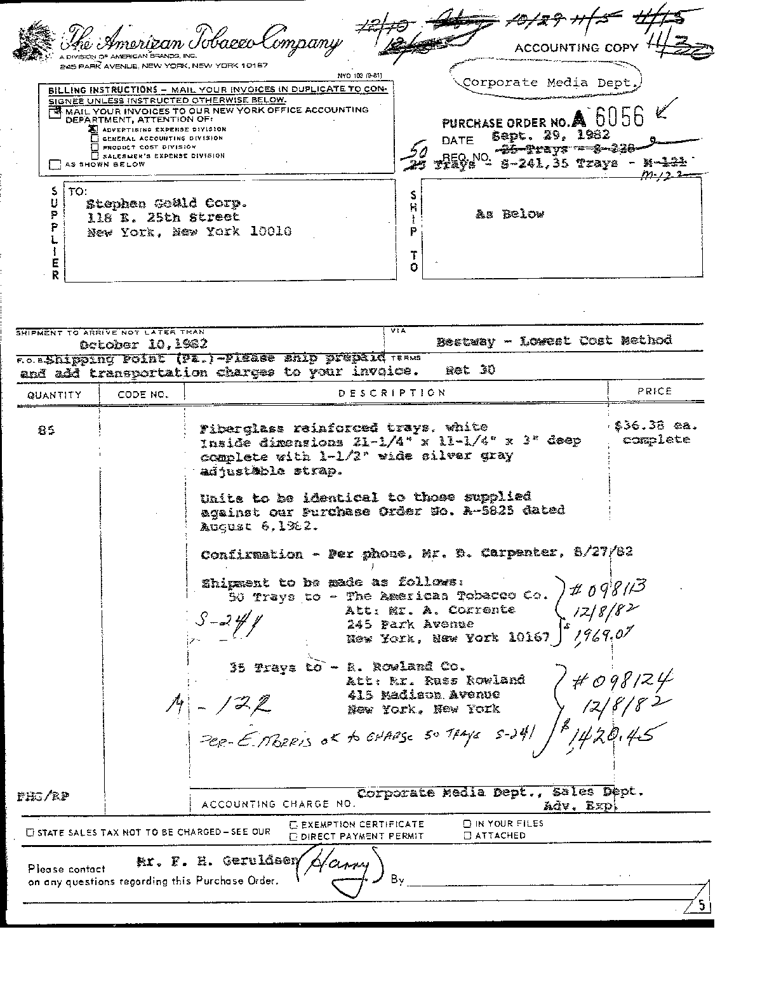 12/10 10/29 11/5 11/15
The American Tobacco Company
A DIVISION OF AMERICAN BRANDS, INC.
245 PARK AVENUE, NEW YORK, NEW YORK 10167
ACCOUNTING COPY 11/30
NYO 102 (9-81)
BILLING INSTRUCTIONS – MAIL YOUR INVOICES IN DUPLICATE TO CON-
SIGNEE UNLESS INSTRUCTED OTHERWISE BELOW.
MAIL YOUR INVOICES TO OUR NEW YORK OFFICE ACCOUNTING
DEPARTMENT, ATTENTION OF:
ADVERTISING EXPENSE DIVISION
GENERAL ACCOUNTING DIVISION
PRODUCT COST DIVISION
SALESMEN'S EXPENSE DIVISION
AS SHOWN BELOW
Corporate Media Dept.
PURCHASE ORDER NO. A 6056
DATE Sept. 29, 1982
25 Trays - S-228
REQ. NO.
50
25 Trays - S-241, 35 Trays - M-121
M-122
SUPPLIER
TO:
Stephen Gould Corp.
118 E. 25th Street
New York, New York 10010
SHIP TO
As Below
SHIPMENT TO ARRIVE NOT LATER THAN
October 10,1982
VIA
Bestway - Lowest Cost Method
F.O.B. Shipping Point (PA.)-Please ship prepaid
and add transportation charges to your invoice.
TERMS
Net 30
QUANTITY CODE NO. DESCRIPTION PRICE
85 Fiberglass reinforced trays, white $36.38 ea.
Inside dimensions 21-1/4" x 11-1/4" x 3" deep complete
complete with 1-1/2" wide silver gray
adjustable strap.
Units to be identical to those supplied
against our Purchase Order No. A-5825 dated
August 6,1982.
Confirmation - Per phone, Mr. D. Carpenter, 8/27/82
Shipment to be made as follows:
50 Trays to - The American Tobacco Co. # 098113
Att: Mr. A. Corrente 12/8/82
S-241 245 Park Avenue
New York, New York 10167 $1,969.07
35 Trays to - R. Rowland Co.
Att: Mr. Russ Rowland #098124
M-122 415 Madison Avenue 12/8/82
New York, New York
PER-E. MORRIS OK to CHARGE 50 TRAYS S-241 $1420.45
FHG/RP
Corporate Media Dept., Sales Dept.
ACCOUNTING CHARGE NO. Adv. Exp.
STATE SALES TAX NOT TO BE CHARGED–SEE OUR
EXEMPTION CERTIFICATE
DIRECT PAYMENT PERMIT
IN YOUR FILES
ATTACHED
Please contact Mr. F. H. Geruldsen (Harry)
on any questions regarding this Purchase Order. By
5